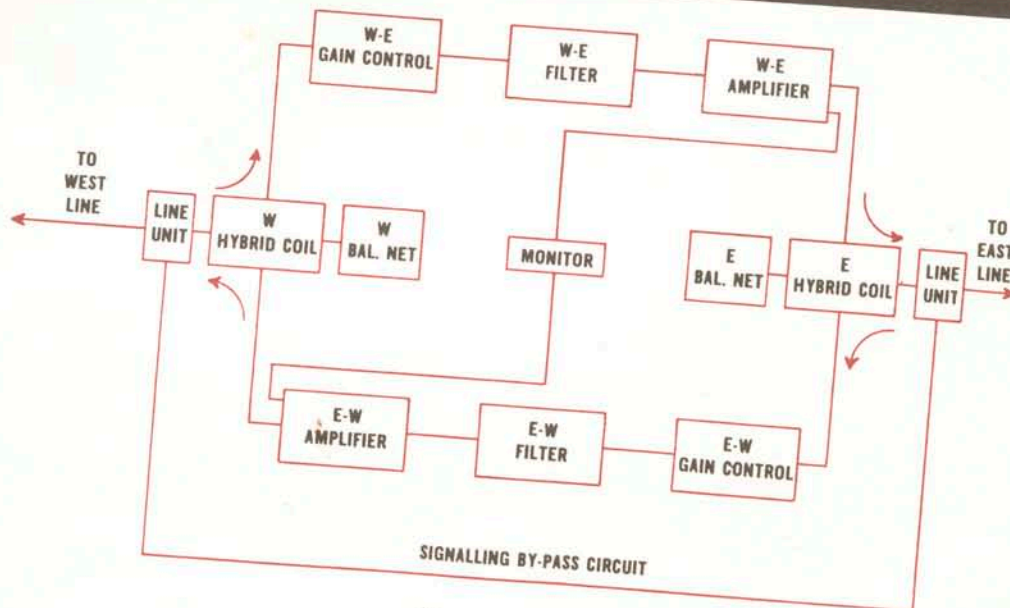 W-E
GAIN CONTROL
W-E
FILTER
W-E
AMPLIFIER
TO
WEST
LINE
LINE
UNIT
W
HYBRID COIL
W
BAL. NET
MONITOR
E
BAL. NET
E
HYBRID COIL
LINE
UNIT
TO
EAST
LINE
E-W
AMPLIFIER
E-W
FILTER
E-W
GAIN CONTROL
SIGNALLING BY-PASS CIRCUIT